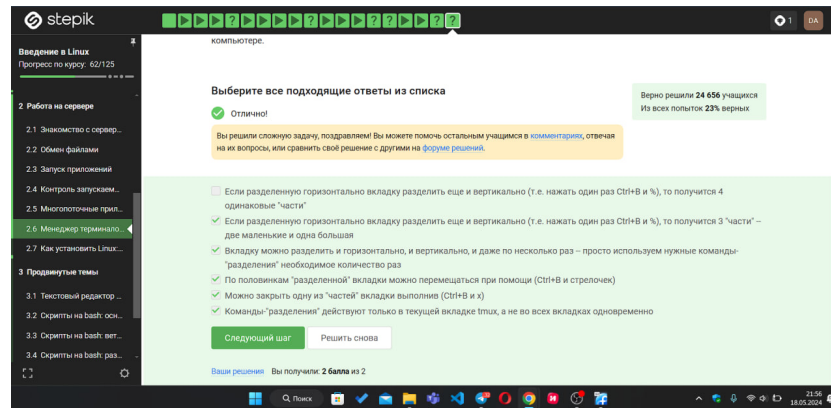 stepik
1
DA
Введение в Linux
Прогресс по курсу: 62/125
2 Работа на сервере
2.1 Знакомство с сервер...
2.2 Обмен файлами
2.3 Запуск приложений
2.4 Контроль запускаем...
2.5 Многопоточные прил...
2.6 Менеджер терминало...
2.7 Как установить Linux:...
3 Продвинутые темы
3.1 Текстовый редактор ...
3.2 Скрипты на bash: осн...
3.3 Скрипты на bash: вет...
3.4 Скрипты на bash: раз...
компьютере.
Выберите все подходящие ответы из списка
Отлично!
Верно решили 24 656 учащихся
Из всех попыток 23% верных
Вы решили сложную задачу, поздравляем! Вы можете помочь остальным учащимся в комментариях, отвечая
на их вопросы, или сравнить своё решение с другими на форуме решений.
Если разделенную горизонтально вкладку разделить еще и вертикально (т.е. нажать один раз Ctrl+B и %), то получится 4
одинаковые "части"
Если разделенную горизонтально вкладку разделить еще и вертикально (т.е. нажать один раз Ctrl+B и %), то получится 3 "части" –
две маленькие и одна большая
Вкладку можно разделить и горизонтально, и вертикально, и даже по несколько раз – просто используем нужные команды-
"разделения" необходимое количество раз
По половинкам "разделенной" вкладки можно перемещаться при помощи (Ctrl+B и стрелочек)
Можно закрыть одну из "частей" вкладки выполнив (Ctrl+B и x)
Команды-"разделения" действуют только в текущей вкладке tmux, а не во всех вкладках одновременно
Следующий шаг
Решить снова
Ваши решения Вы получили: 2 балла из 2
Поиск
21:56
18.05.2024